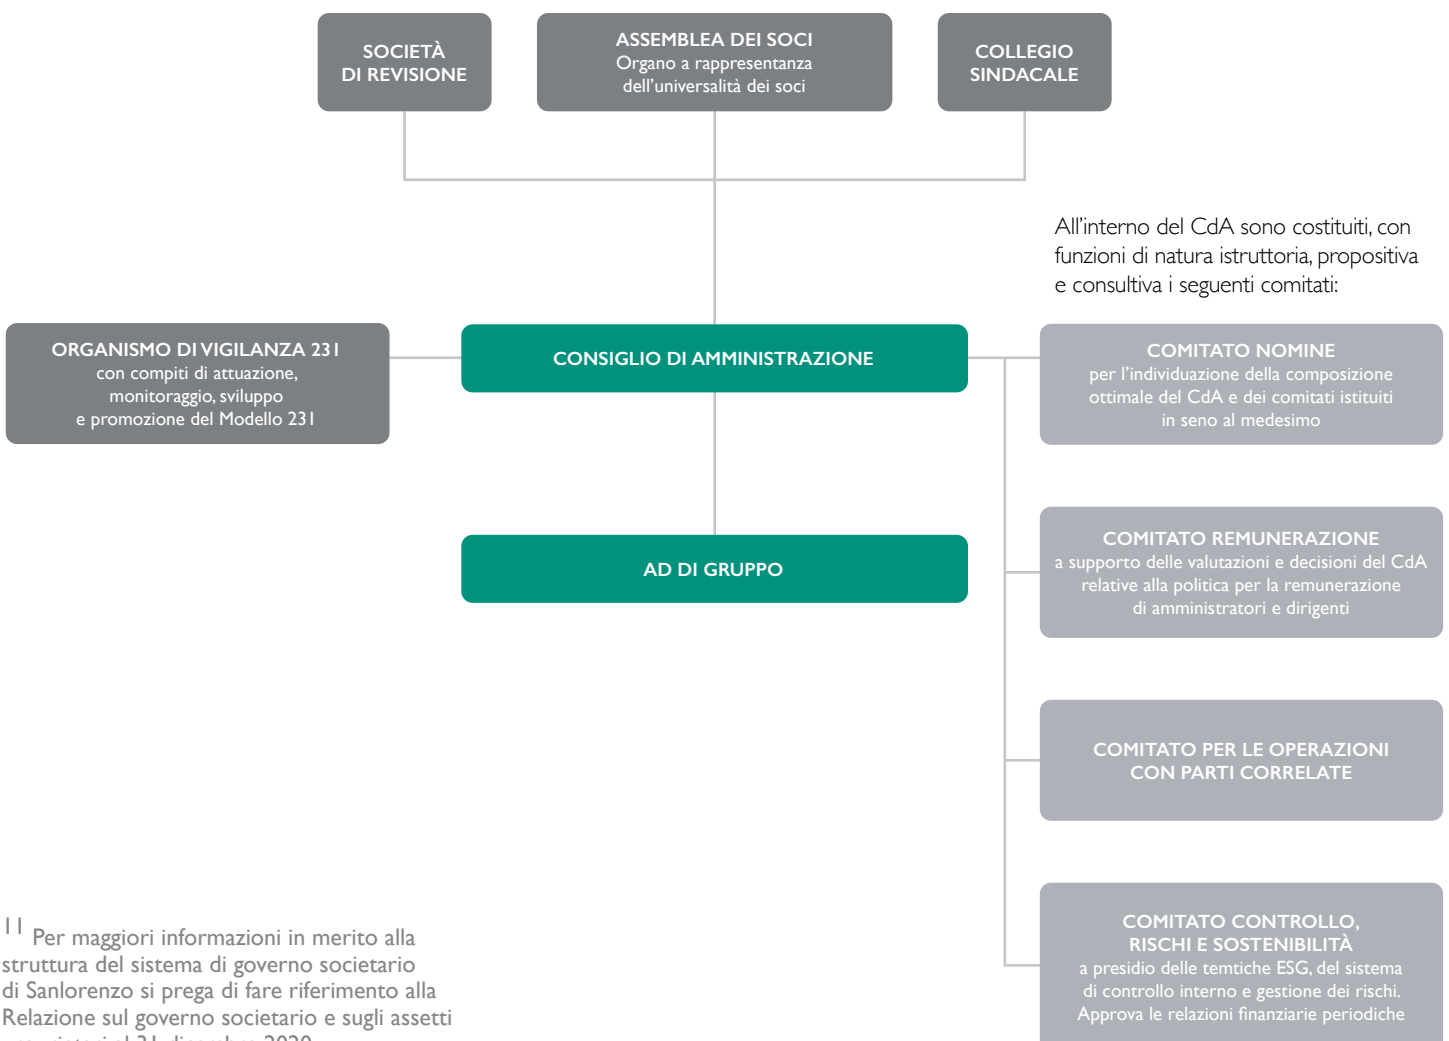 SOCIETÀ
DI REVISIONE
ASSEMBLEA DEI SOCI
Organo a rappresentanza
dell'universalità dei soci
COLLEGIO
SINDACALE
All'interno del CdA sono costituiti, con
funzioni di natura istruttoria, propositiva
e consultiva i seguenti comitati:
ORGANISMO DI VIGILANZA 231
con compiti di attuazione,
monitoraggio, sviluppo
e promozione del Modello 231
CONSIGLIO DI AMMINISTRAZIONE
COMITATO NOMINE
per l'individuazione della composizione
ottimale del CdA e dei comitati istituiti
in seno al medesimo
AD DI GRUPPO
COMITATO REMUNERAZIONE
a supporto delle valutazioni e decisioni del CdA
relative alla politica per la remunerazione
di amministratori e dirigenti
COMITATO PER LE OPERAZIONI
CON PARTI CORRELATE
COMITATO CONTROLLO,
RISCHI E SOSTENIBILITÀ
a presidio delle temtiche ESG, del sistema
di controllo interno e gestione dei rischi.
Approva le relazioni finanziarie periodiche
11 Per maggiori informazioni in merito alla
struttura del sistema di governo societario
di Sanlorenzo si prega di fare riferimento alla
Relazione sul governo societario e sugli assetti
al 31 dicembre 2020